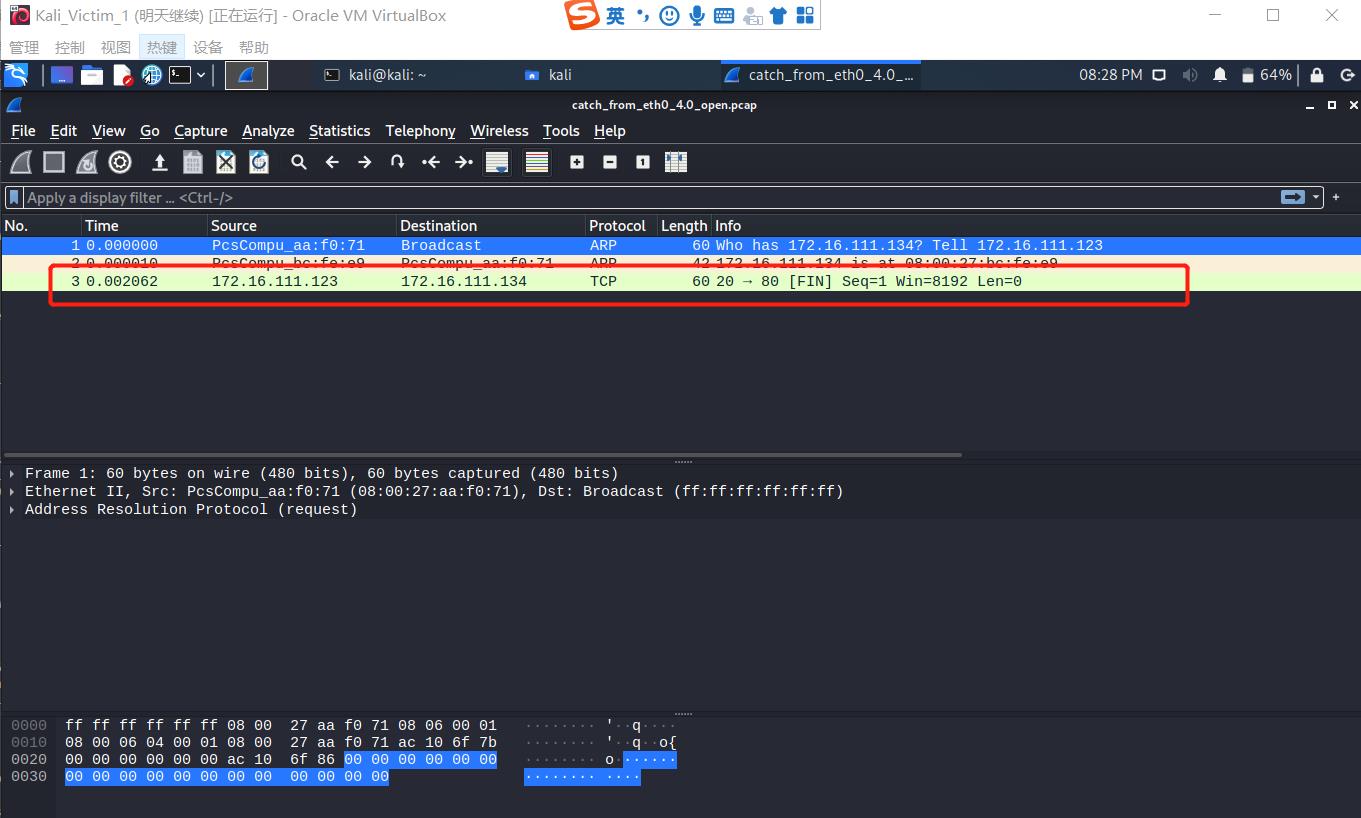 Kali_Victim_1 (明天继续) [正在运行] - Oracle VM VirtualBox
S 英
管理 控制 视图 热键 设备 帮助
kali@kali: ~ kali catch_from_eth0_4.0_... 08:28 PM 64%
catch_from_eth0_4.0_open.pcap
File Edit View Go Capture Analyze Statistics Telephony Wireless Tools Help
Apply a display filter ... <Ctrl-/>
No. Time Source Destination Protocol Length Info
1 0.000000 PcsCompu_aa:f0:71 Broadcast ARP 60 Who has 172.16.111.134? Tell 172.16.111.123
2 0.000010 PcsCompu_bc:fe:e9 PcsCompu_aa:f0:71 ARP 42 172.16.111.134 is at 08:00:27:bc:fe:e9
3 0.002062 172.16.111.123 172.16.111.134 TCP 60 20 → 80 [FIN] Seq=1 Win=8192 Len=0
Frame 1: 60 bytes on wire (480 bits), 60 bytes captured (480 bits)
Ethernet II, Src: PcsCompu_aa:f0:71 (08:00:27:aa:f0:71), Dst: Broadcast (ff:ff:ff:ff:ff:ff)
Address Resolution Protocol (request)
0000 ff ff ff ff ff ff 08 00 27 aa f0 71 08 06 00 01 ········ '··q····
0010 08 00 06 04 00 01 08 00 27 aa f0 71 ac 10 6f 7b ········ '··q··o{
0020 00 00 00 00 00 00 ac 10 6f 86 00 00 00 00 00 00 ········ o·······
0030 00 00 00 00 00 00 00 00 00 00 00 00 ········ ····